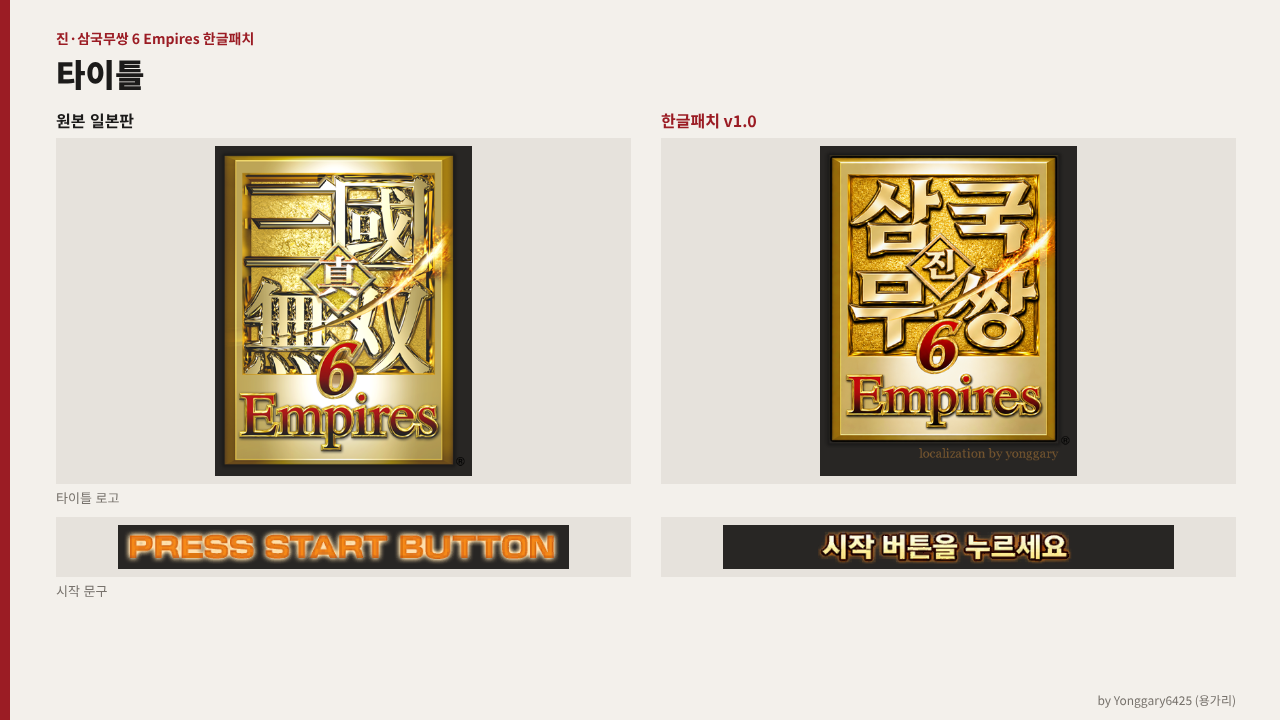 진·삼국무쌍 6 Empires 한글패치
타이틀
원본 일본판
한글패치 v1.0
三國
真
無双
6
Empires
®
삼국
진
무쌍
6
Empires
®
localization by yonggary
타이틀 로고
PRESS START BUTTON
시작 버튼을 누르세요
시작 문구
by Yonggary6425 (용가리)